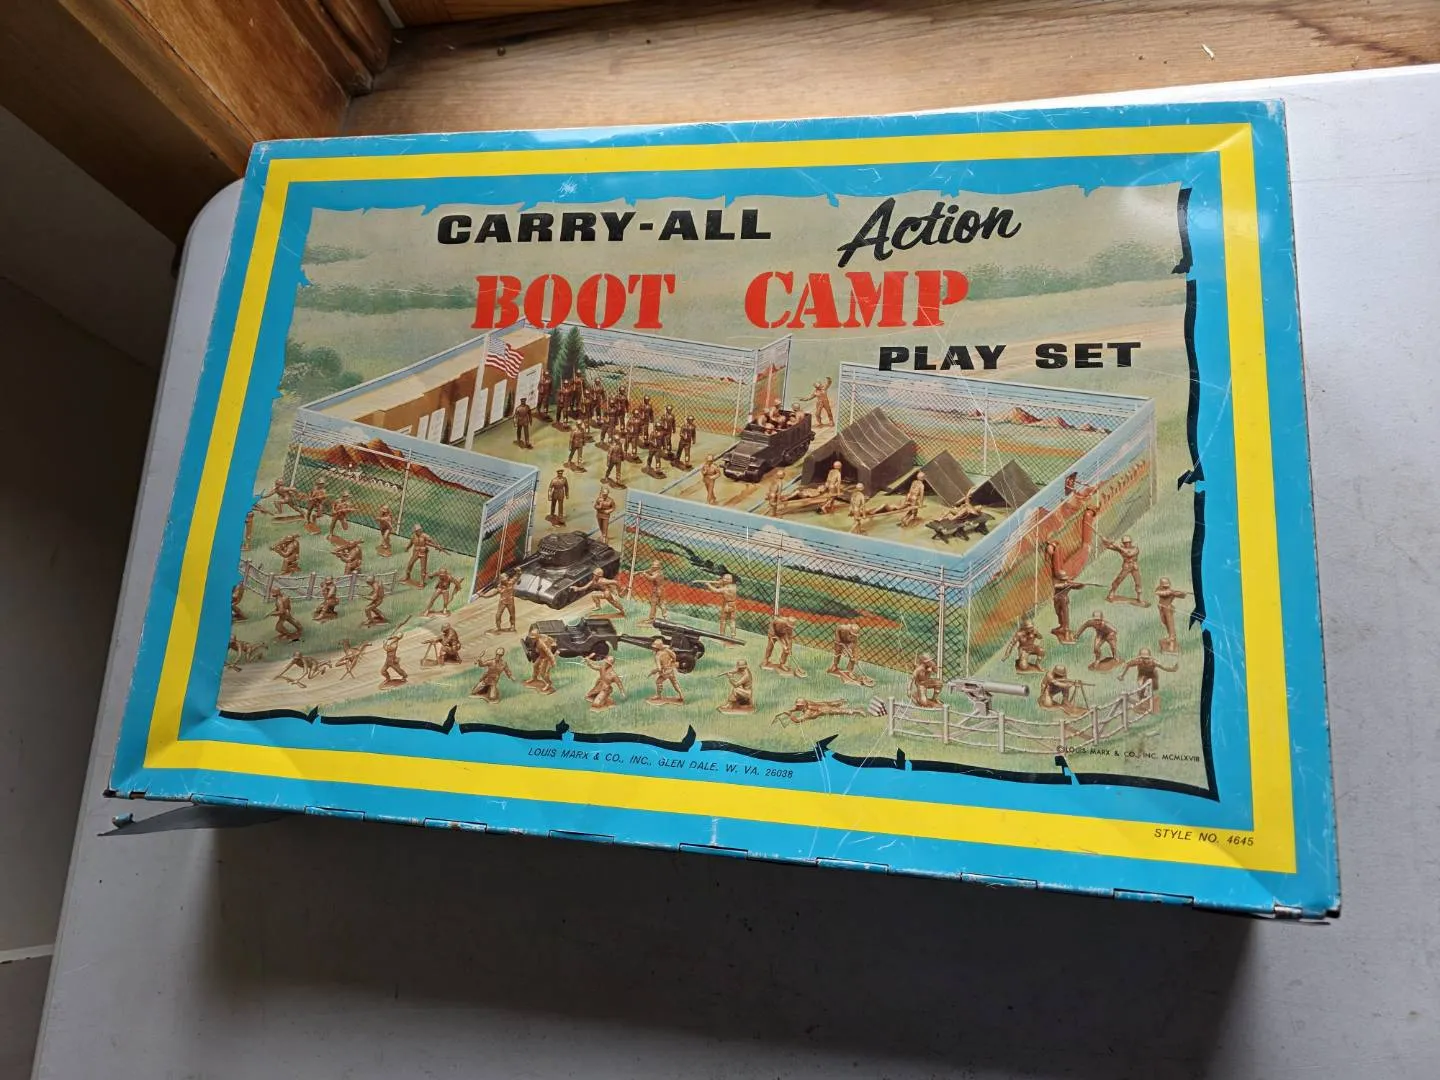 CARRY-ALL Action
BOOT CAMP
PLAY SET
LOUIS MARX & CO., INC., GLEN DALE, W. VA. 26038
©LOUIS MARX & CO., INC. MCMLXVIII
STYLE NO. 4645